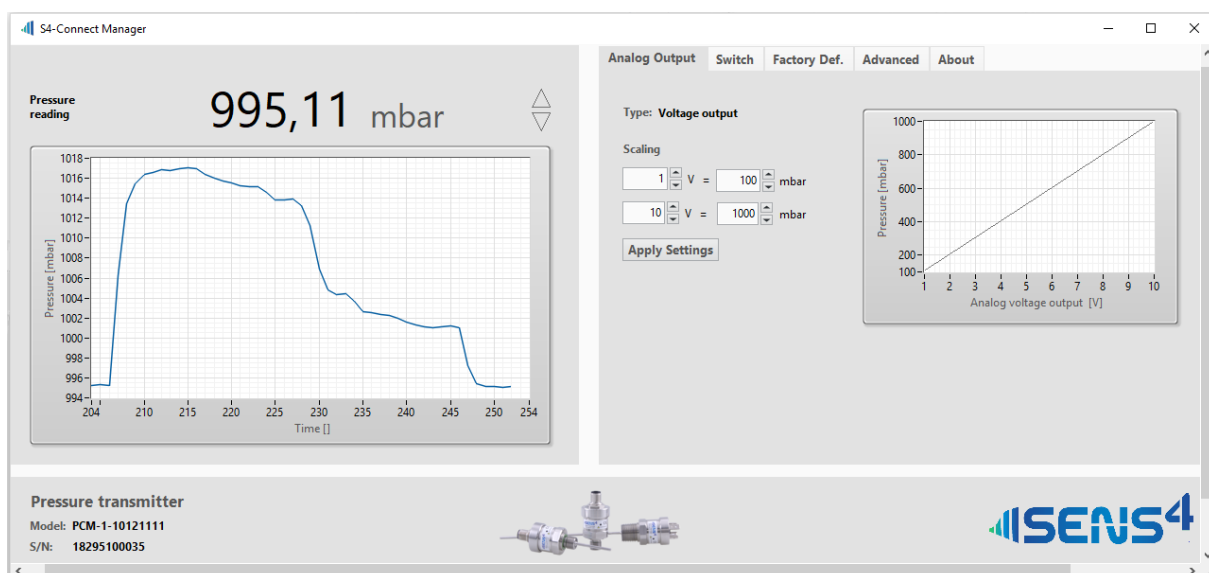 S4-Connect Manager
Pressure
reading
995,11 mbar
1018
1016
1014
1012
1010
1008
1006
1004
1002
1000
998
996
994
Pressure [mbar]
204 210 215 220 225 230 235 240 245 250 254
Time []
Analog Output Switch Factory Def. Advanced About
Type: Voltage output
Scaling
1 V = 100 mbar
10 V = 1000 mbar
Apply Settings
1000
800
600
400
200
100
Pressure [mbar]
1 2 3 4 5 6 7 8 9 10
Analog voltage output [V]
Pressure transmitter
Model: PCM-1-10121111
S/N: 18295100035
SENS4